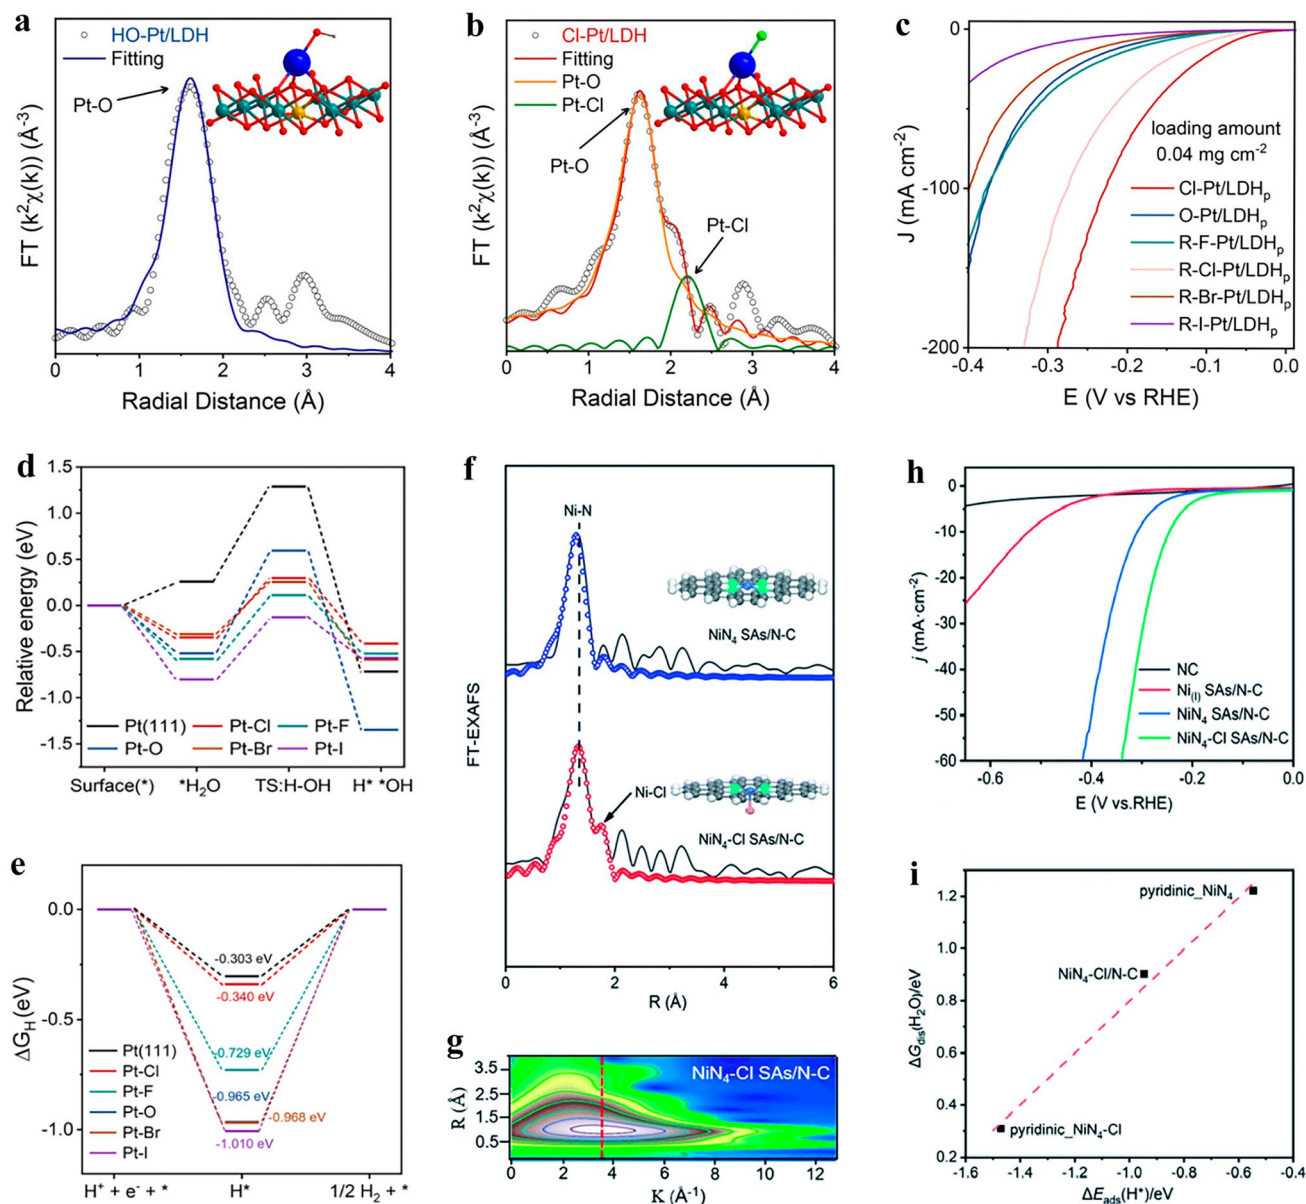 a
HO-Pt/LDH
Fitting
Pt-O
FT (k²χ(k)) (Å⁻³)
0 1 2 3 4
Radial Distance (Å)
b
Cl-Pt/LDH
Fitting
Pt-O
Pt-Cl
Pt-O
Pt-Cl
FT (k²χ(k)) (Å⁻³)
0 1 2 3 4
Radial Distance (Å)
c
0
-100
-200
J (mA cm⁻²)
loading amount
0.04 mg cm⁻²
Cl-Pt/LDHₚ
O-Pt/LDHₚ
R-F-Pt/LDHₚ
R-Cl-Pt/LDHₚ
R-Br-Pt/LDHₚ
R-I-Pt/LDHₚ
-0.4 -0.3 -0.2 -0.1 0.0
E (V vs RHE)
d
1.5
1.0
0.5
0.0
-0.5
-1.0
-1.5
Relative energy (eV)
Pt(111) Pt-Cl Pt-F
Pt-O Pt-Br Pt-I
Surface(*) *H₂O TS:H-OH H* *OH
e
0.0
-0.5
-1.0
ΔG_H (eV)
-0.303 eV
-0.340 eV
-0.729 eV
-0.965 eV
-0.968 eV
-1.010 eV
Pt(111)
Pt-Cl
Pt-F
Pt-O
Pt-Br
Pt-I
H⁺ + e⁻ + * H* 1/2 H₂ + *
f
Ni-N
NiN₄ SAs/N-C
Ni-Cl
NiN₄-Cl SAs/N-C
FT-EXAFS
0 1 2 3 4 5 6
R (Å)
g
NiN₄-Cl SAs/N-C
3.5
2.5
1.5
0.5
R (Å)
0 2 4 6 8 10 12
K (Å⁻¹)
h
0
-10
-20
-30
-40
-50
-60
j (mA·cm⁻²)
NC
Ni₍ₗ₎ SAs/N-C
NiN₄ SAs/N-C
NiN₄-Cl SAs/N-C
-0.6 -0.4 -0.2 0.0
E (V vs.RHE)
i
1.2
1.0
0.8
0.6
0.4
0.2
ΔG_dis(H₂O)/eV
pyridinic_NiN₄
NiN₄-Cl/N-C
pyridinic_NiN₄-Cl
-1.6 -1.4 -1.2 -1.0 -0.8 -0.6 -0.4
ΔE_ads(H*)/eV